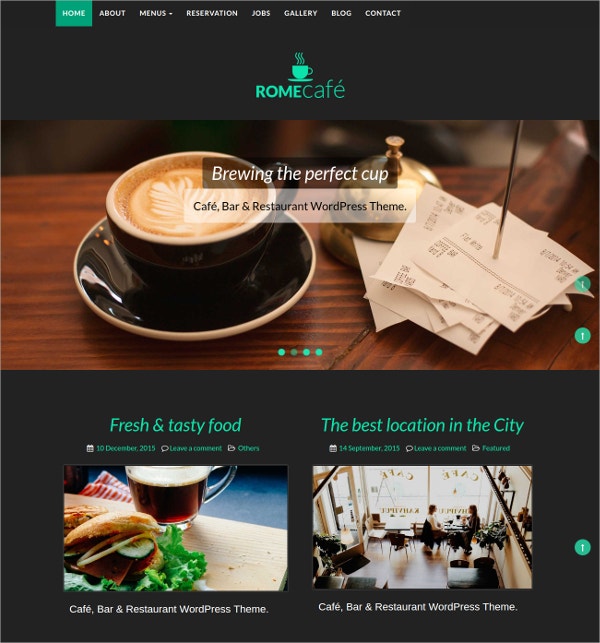 HOME ABOUT MENUS RESERVATION JOBS GALLERY BLOG CONTACT
ROMEcafé
Brewing the perfect cup
Café, Bar & Restaurant WordPress Theme.
Fresh & tasty food
10 December, 2015 Leave a comment Others
Café, Bar & Restaurant WordPress Theme.
The best location in the City
14 September, 2015 Leave a comment Featured
CAFÉ
Café, Bar & Restaurant WordPress Theme.